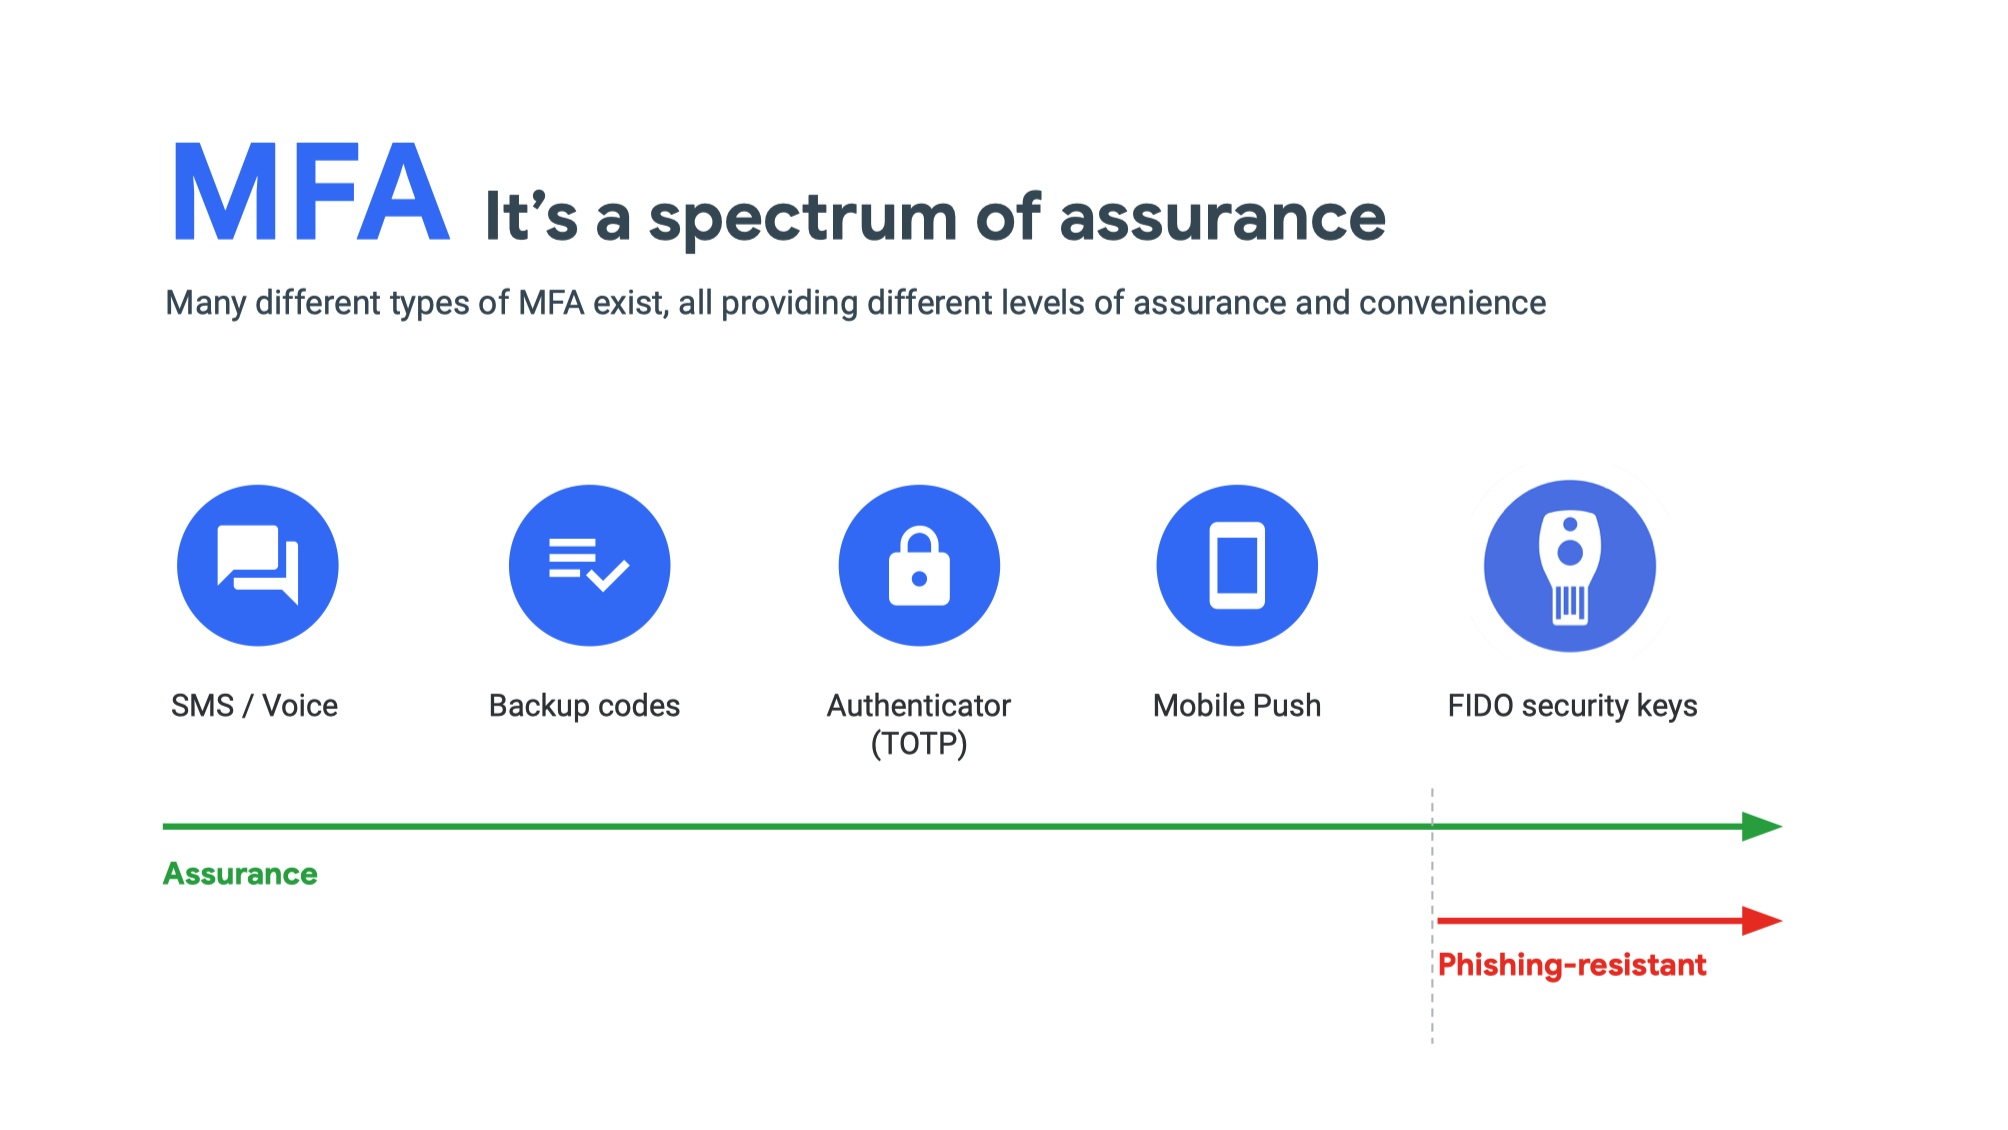 MFA It’s a spectrum of assurance
Many different types of MFA exist, all providing different levels of assurance and convenience
SMS / Voice
Backup codes
Authenticator
(TOTP)
Mobile Push
FIDO security keys
Assurance
Phishing-resistant